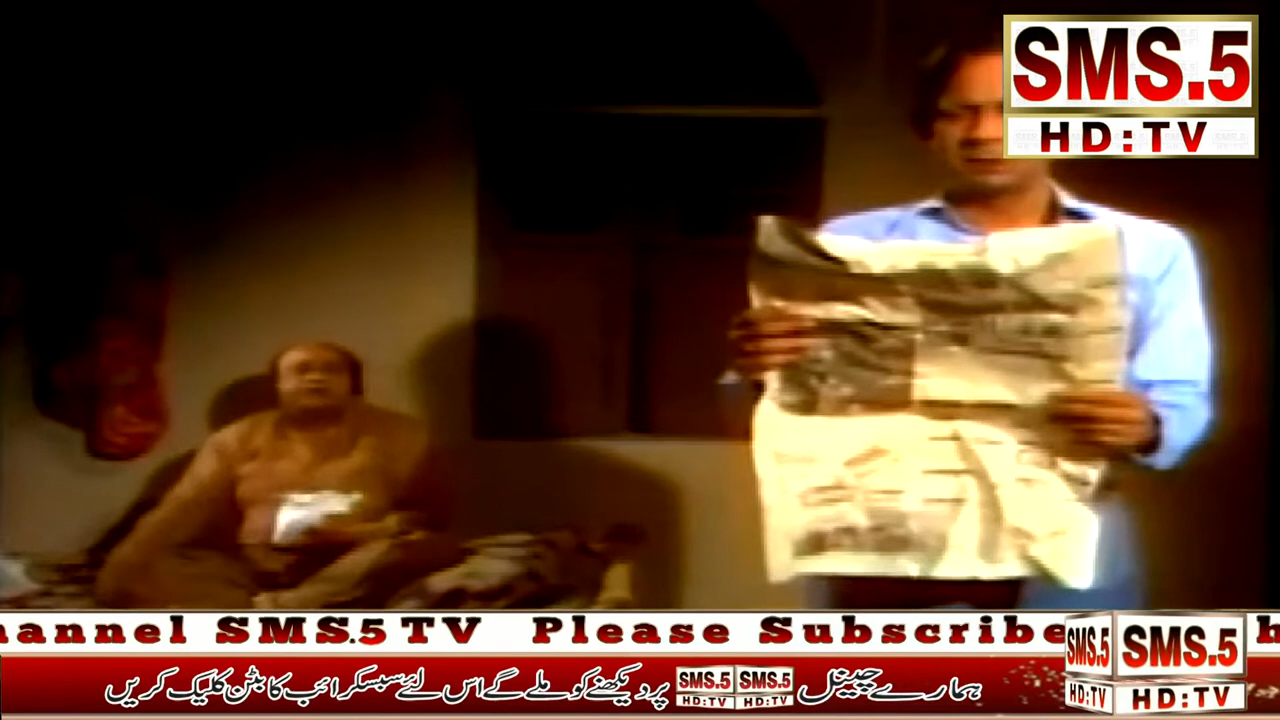 SMS.5
HD:TV
hannel SMS.5 TV Please Subscribe h
SMS.5 SMS.5
HD:TV HD:TV
ہمارے چینل SMS.5 SMS.5 پر دیکھنے کو ملے گے اس لئے سبسکرائب کا بٹن کلیک کریں
HD:TV HD:TV